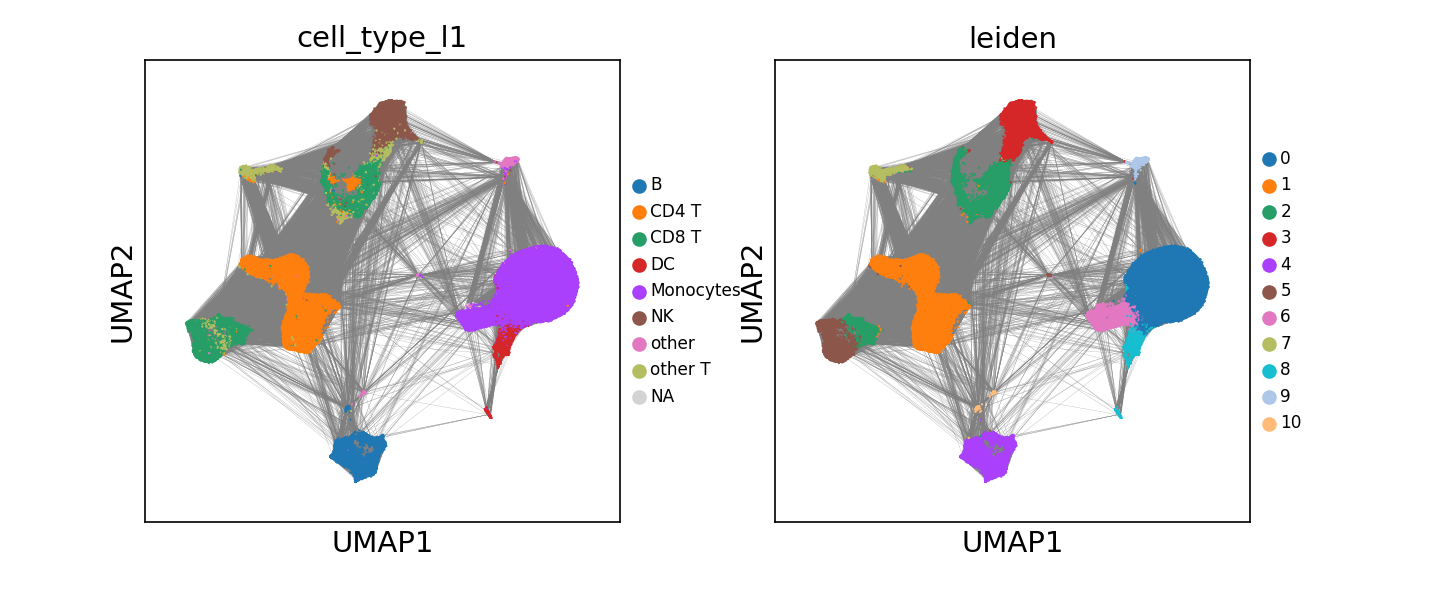 cell_type_l1
UMAP2
UMAP1
B
CD4 T
CD8 T
DC
Monocytes
NK
other
other T
NA
leiden
UMAP2
UMAP1
0
1
2
3
4
5
6
7
8
9
10